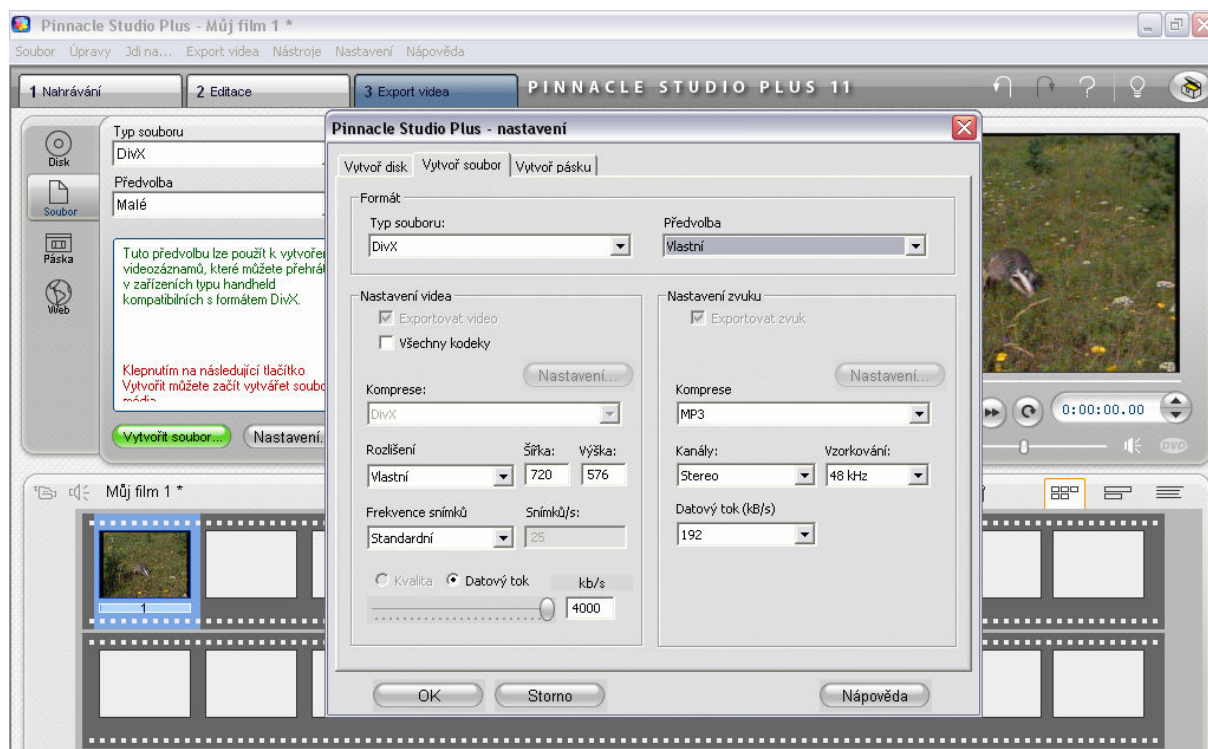 Pinnacle Studio Plus - Můj film 1 *
Soubor Úpravy Jdi na... Export videa Nástroje Nastavení Nápověda
1 Nahrávání
2 Editace
3 Export videa
PINNACLE STUDIO PLUS 11
Disk
Soubor
Páska
Web
Typ souboru
DivX
Předvolba
Malé
Tuto předvolbu lze použít k vytvoře
videozáznamů, které můžete přehrá
v zařízeních typu handheld
kompatibilních s formátem DivX.
Klepnutím na následující tlačítko
Vytvořit můžete začít vytvářet soubo
média
Vytvořit soubor...
Nastavení.
Pinnacle Studio Plus - nastavení
Vytvoř disk
Vytvoř soubor
Vytvoř pásku
Formát
Typ souboru:
DivX
Předvolba
Vlastní
Nastavení videa
Exportovat video
Všechny kodeky
Nastavení...
Komprese:
DivX
Rozlišení
Šířka:
Výška:
Vlastní
720
576
Frekvence snímků
Snímků/s:
Standardní
25
Kvalita
Datový tok
kb/s
4000
Nastavení zvuku
Exportovat zvuk
Nastavení...
Komprese
MP3
Kanály:
Vzorkování:
Stereo
48 kHz
Datový tok (kB/s)
192
OK
Storno
Nápověda
0:00:00.00
DVD
Můj film 1 *
1